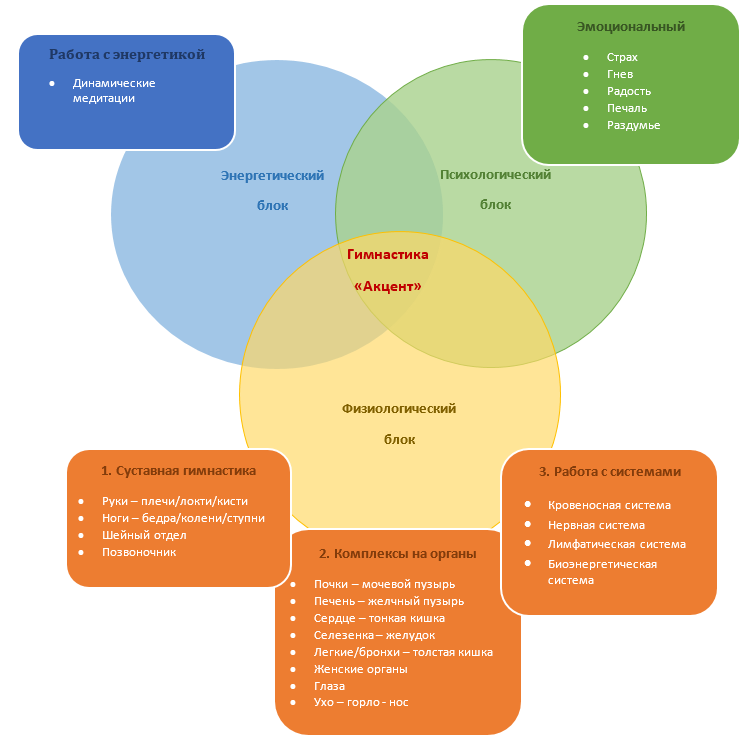 Эмоциональный
• Страх
• Гнев
• Радость
• Печаль
• Раздумье
Работа с энергетикой
• Динамические
медитации
Энергетический
блок
Психологический
блок
Гимнастика
«Акцент»
Физиологический
блок
1. Суставная гимнастика
• Руки – плечи/локти/кисти
• Ноги – бедра/колени/ступни
• Шейный отдел
• Позвоночник
2. Комплексы на органы
• Почки – мочевой пузырь
• Печень – желчный пузырь
• Сердце – тонкая кишка
• Селезенка – желудок
• Легкие/бронхи – толстая кишка
• Женские органы
• Глаза
• Ухо – горло - нос
3. Работа с системами
• Кровеносная система
• Нервная система
• Лимфатическая система
• Биоэнергетическая
система